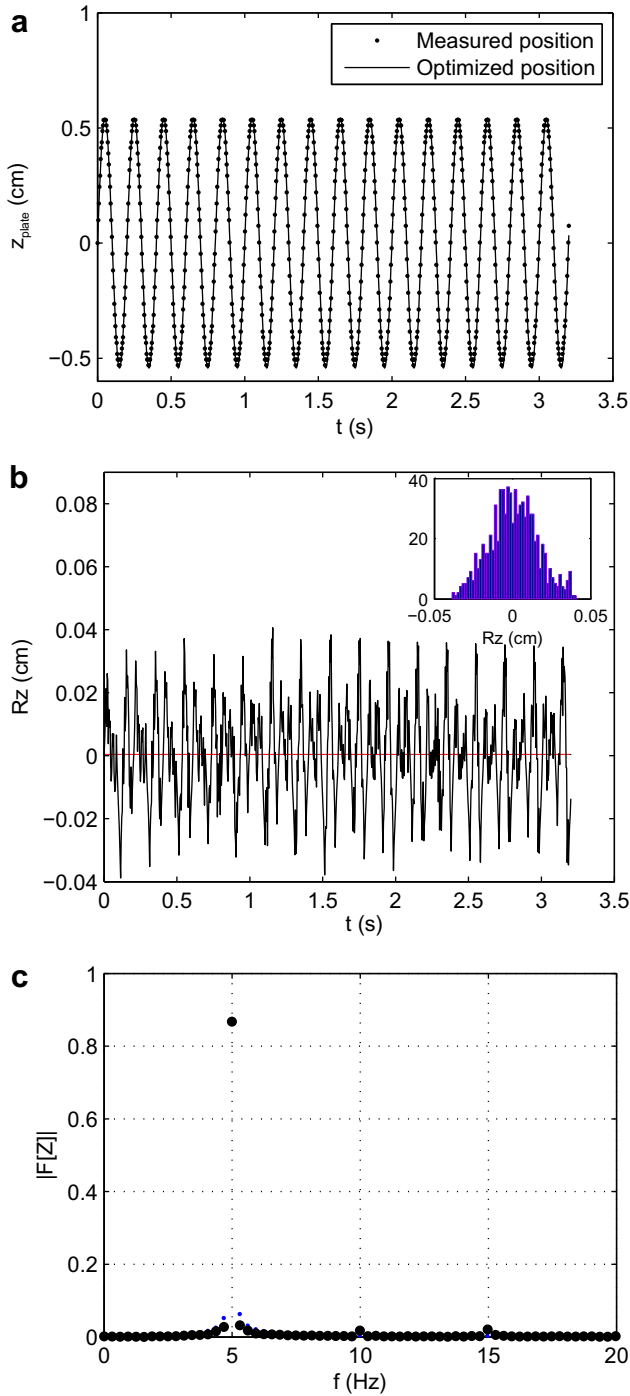 a
1
0.5
0
−0.5
z_plate (cm)
Measured position
Optimized position
0 0.5 1 1.5 2 2.5 3 3.5
t (s)
b
0.09
0.08
0.06
0.04
0.02
0
−0.02
−0.04
Rz (cm)
40
20
0
−0.05 0 0.05
Rz (cm)
0 0.5 1 1.5 2 2.5 3 3.5
t (s)
c
1
0.8
0.6
0.4
0.2
0
|F[Z]|
0 5 10 15 20
f (Hz)